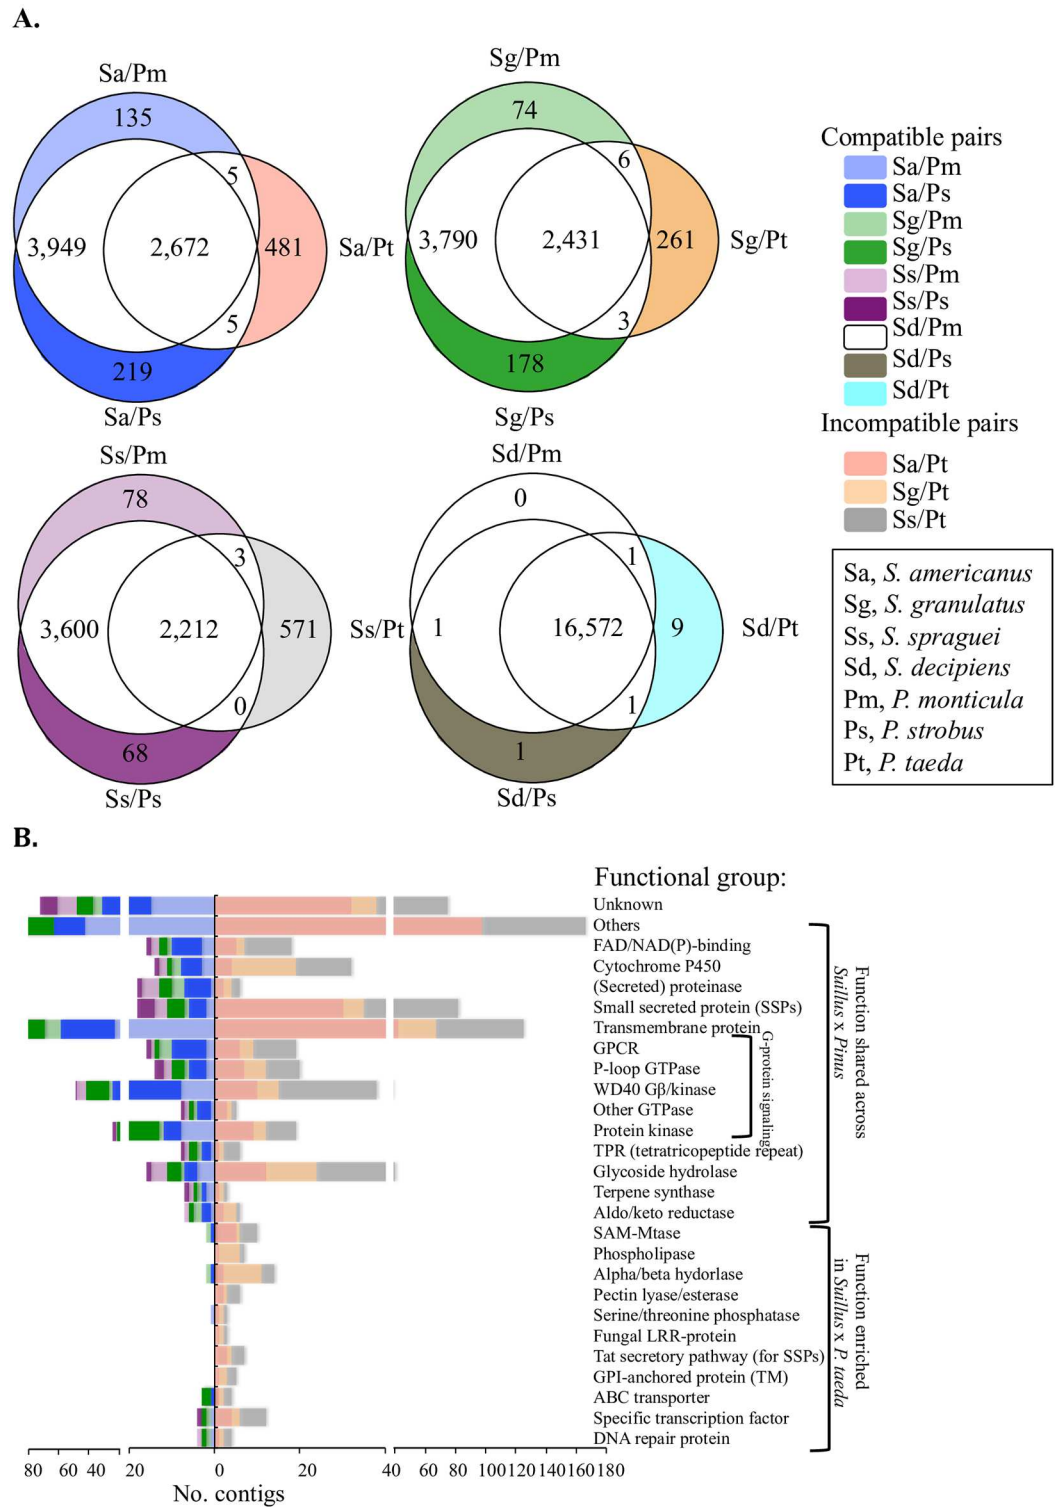 A.
Sa/Pm
135
5
3,949
2,672
481
Sa/Pt
5
219
Sa/Ps
Sg/Pm
74
6
3,790
2,431
261
Sg/Pt
3
178
Sg/Ps
Ss/Pm
78
3
3,600
2,212
571
Ss/Pt
0
68
Ss/Ps
Sd/Pm
0
1
1
16,572
9
Sd/Pt
1
1
Sd/Ps
Compatible pairs
Sa/Pm
Sa/Ps
Sg/Pm
Sg/Ps
Ss/Pm
Ss/Ps
Sd/Pm
Sd/Ps
Sd/Pt
Incompatible pairs
Sa/Pt
Sg/Pt
Ss/Pt
Sa, S. americanus
Sg, S. granulatus
Ss, S. spraguei
Sd, S. decipiens
Pm, P. monticula
Ps, P. strobus
Pt, P. taeda
B.
Functional group:
Unknown
Others
FAD/NAD(P)-binding
Cytochrome P450
(Secreted) proteinase
Small secreted protein (SSPs)
Transmembrane protein
GPCR
P-loop GTPase
WD40 Gβ/kinase
Other GTPase
Protein kinase
TPR (tetratricopeptide repeat)
Glycoside hydrolase
Terpene synthase
Aldo/keto reductase
SAM-Mtase
Phospholipase
Alpha/beta hydorlase
Pectin lyase/esterase
Serine/threonine phosphatase
Fungal LRR-protein
Tat secretory pathway (for SSPs)
GPI-anchored protein (TM)
ABC transporter
Specific transcription factor
DNA repair protein
G-protein signaling
Function shared across
Suillus x Pinus
Function enriched
in Suillus x P. taeda
80 60 40 20 0 20 40 60 80 100 120 140 160 180
No. contigs